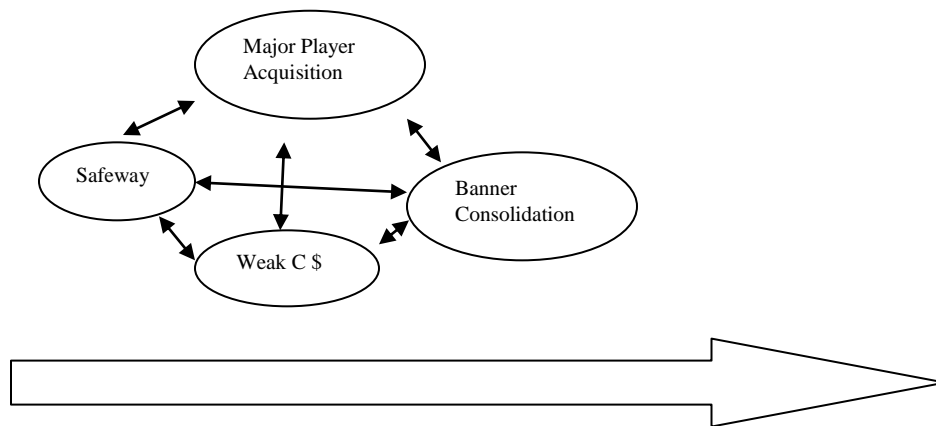 Major Player
Acquisition
Safeway
Banner
Consolidation
Weak C $